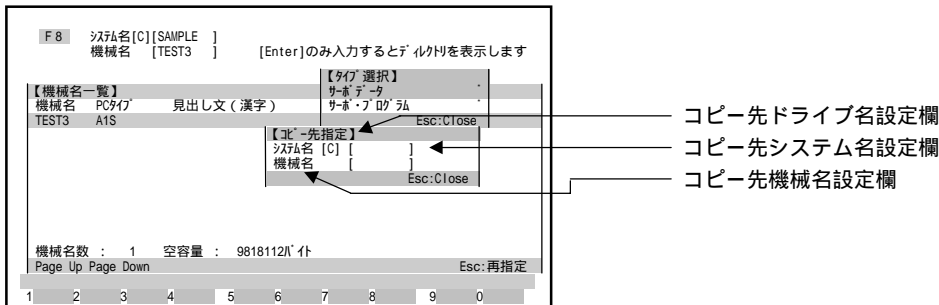 F8 ｼｽﾃﾑ名[C][SAMPLE ]
機械名 [TEST3 ] [Enter]のみ入力するとﾃﾞｨﾚｸﾄﾘを表示します
【ﾀｲﾌﾟ選択】
【機械名一覧】 ｻｰﾎﾞﾃﾞｰﾀ ﾞ
機械名 PCﾀｲﾌﾟ 見出し文(漢字) ｻｰﾎﾞ･ﾌﾟﾛｸﾞﾗﾑ ﾞ
TEST3 A1S Esc:Close
【ｺﾋﾟｰ先指定】
ｼｽﾃﾑ名 [C] [ ]
機械名 [ ]
Esc:Close
コピー先ドライブ名設定欄
コピー先システム名設定欄
コピー先機械名設定欄
機械名数 : 1 空容量 : 9818112ﾊﾞｲﾄ
Page Up Page Down Esc:再指定
1 2 3 4 5 6 7 8 9 0